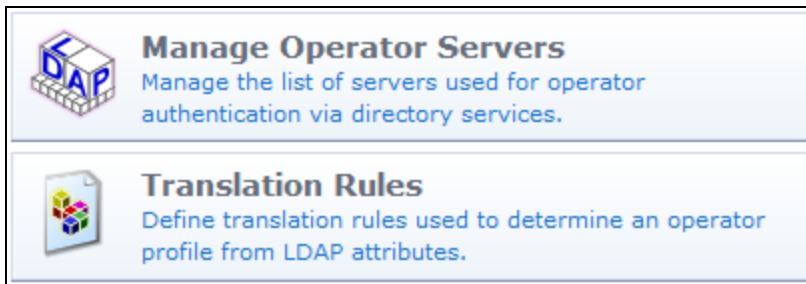 LDAP
Manage Operator Servers
Manage the list of servers used for operator
authentication via directory services.
Translation Rules
Define translation rules used to determine an operator
profile from LDAP attributes.